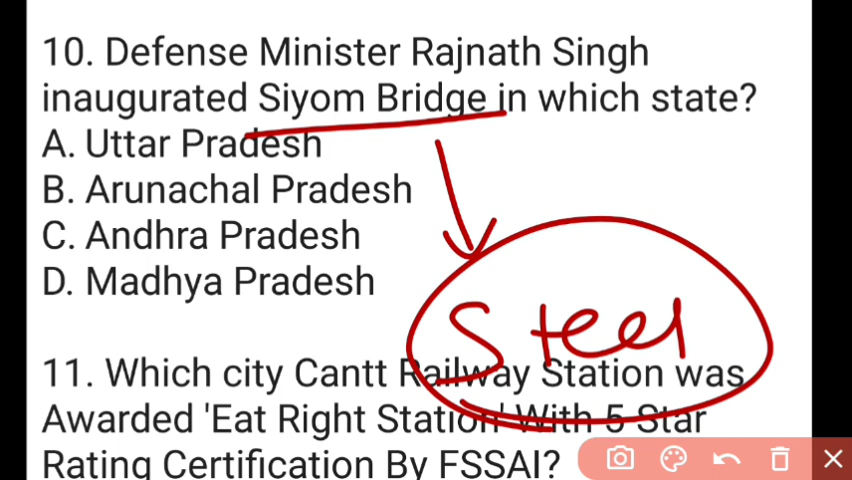 10. Defense Minister Rajnath Singh
inaugurated Siyom Bridge in which state?
A. Uttar Pradesh
B. Arunachal Pradesh
C. Andhra Pradesh
D. Madhya Pradesh
Steel
11. Which city Cantt Railway Station was
Awarded 'Eat Right Station' With 5 Star
Rating Certification By FSSAI?